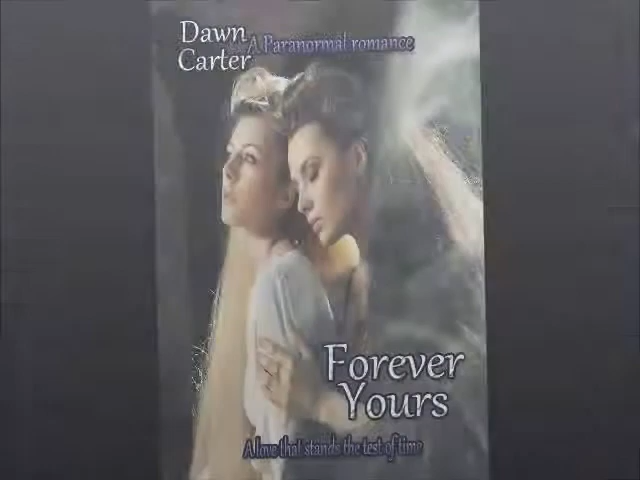 Dawn
Carter
A Paranormal romance
Forever
Yours
A love that stands the test of time